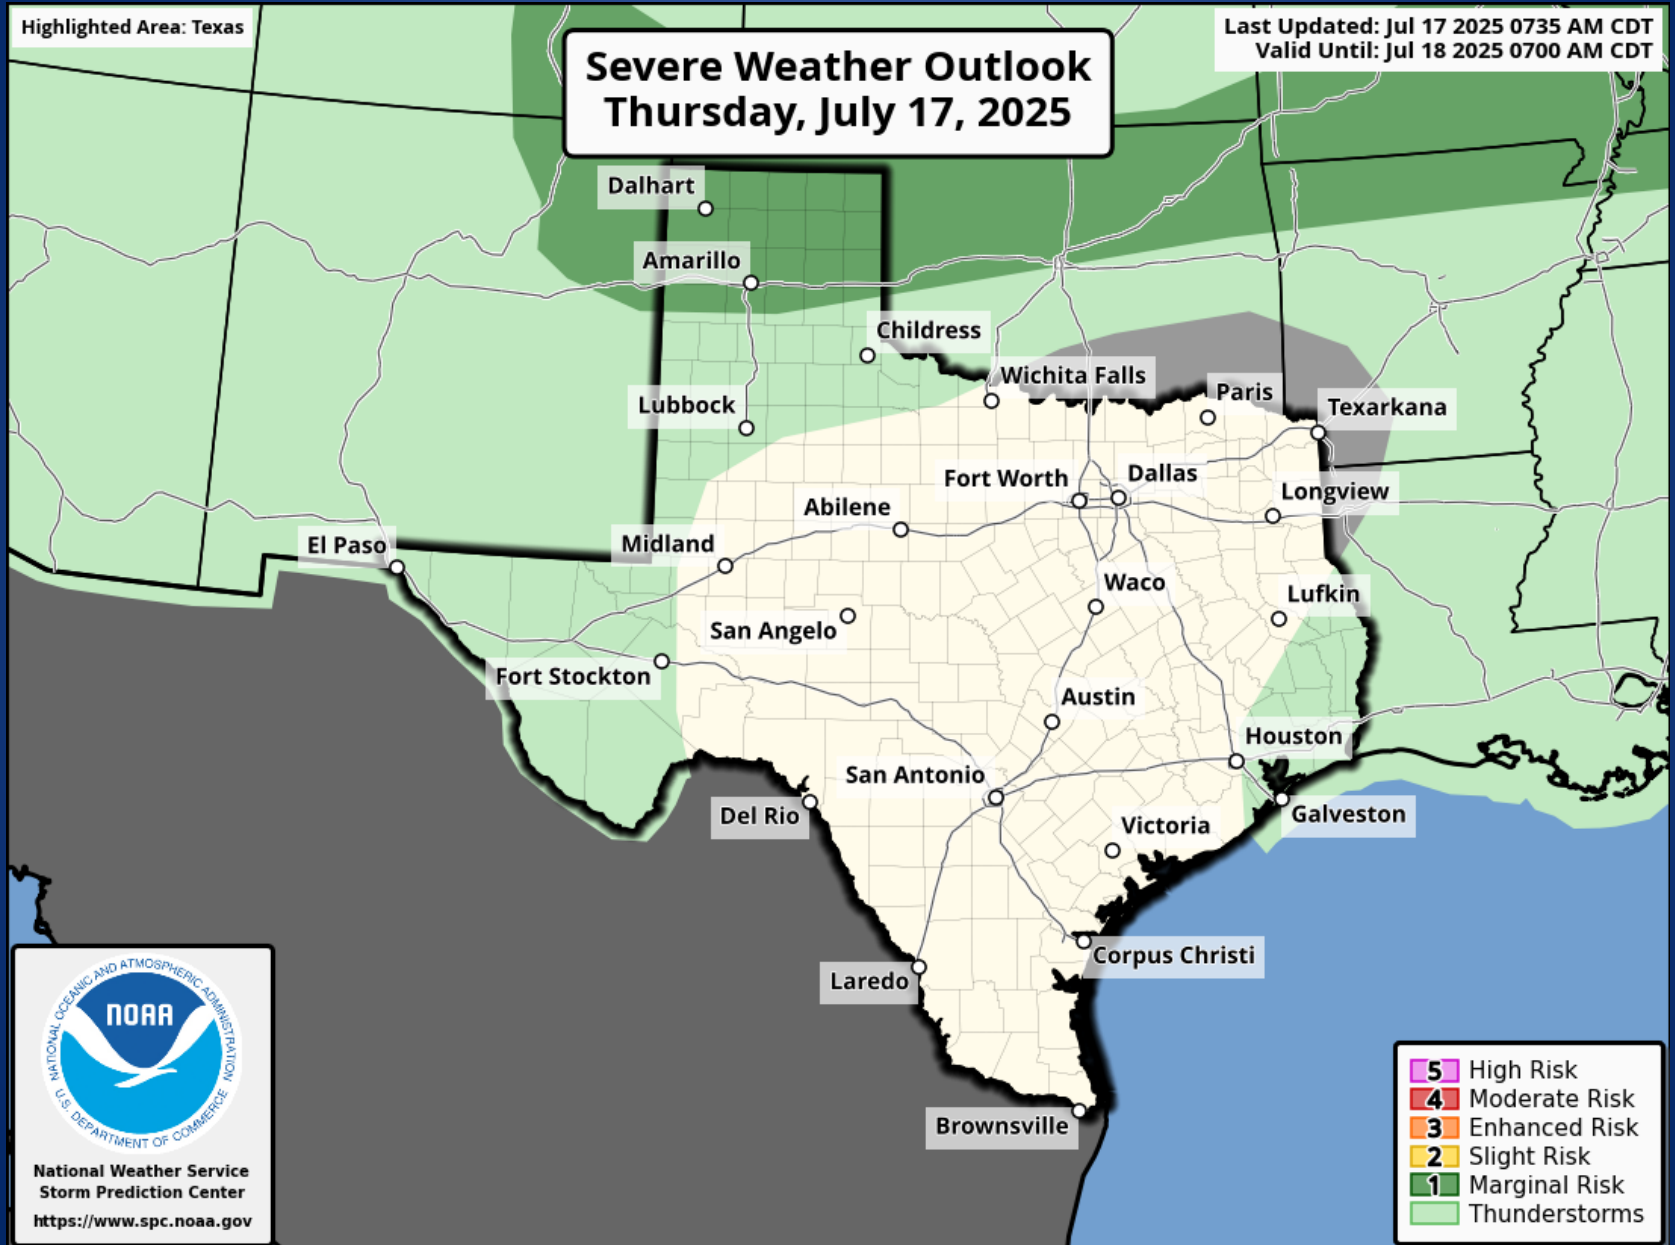 Highlighted Area: Texas
Last Updated: Jul 17 2025 0735 AM CDT
Valid Until: Jul 18 2025 0700 AM CDT
Severe Weather Outlook
Thursday, July 17, 2025
Dalhart
Amarillo
Childress
Wichita Falls
Paris
Texarkana
Lubbock
Fort Worth
Dallas
Longview
Abilene
El Paso
Midland
Waco
Lufkin
San Angelo
Fort Stockton
Austin
Houston
San Antonio
Del Rio
Galveston
Victoria
Corpus Christi
Laredo
Brownsville
NATIONAL OCEANIC AND ATMOSPHERIC ADMINISTRATION
NOAA
U.S. DEPARTMENT OF COMMERCE
National Weather Service
Storm Prediction Center
https://www.spc.noaa.gov
5 High Risk
4 Moderate Risk
3 Enhanced Risk
2 Slight Risk
1 Marginal Risk
Thunderstorms